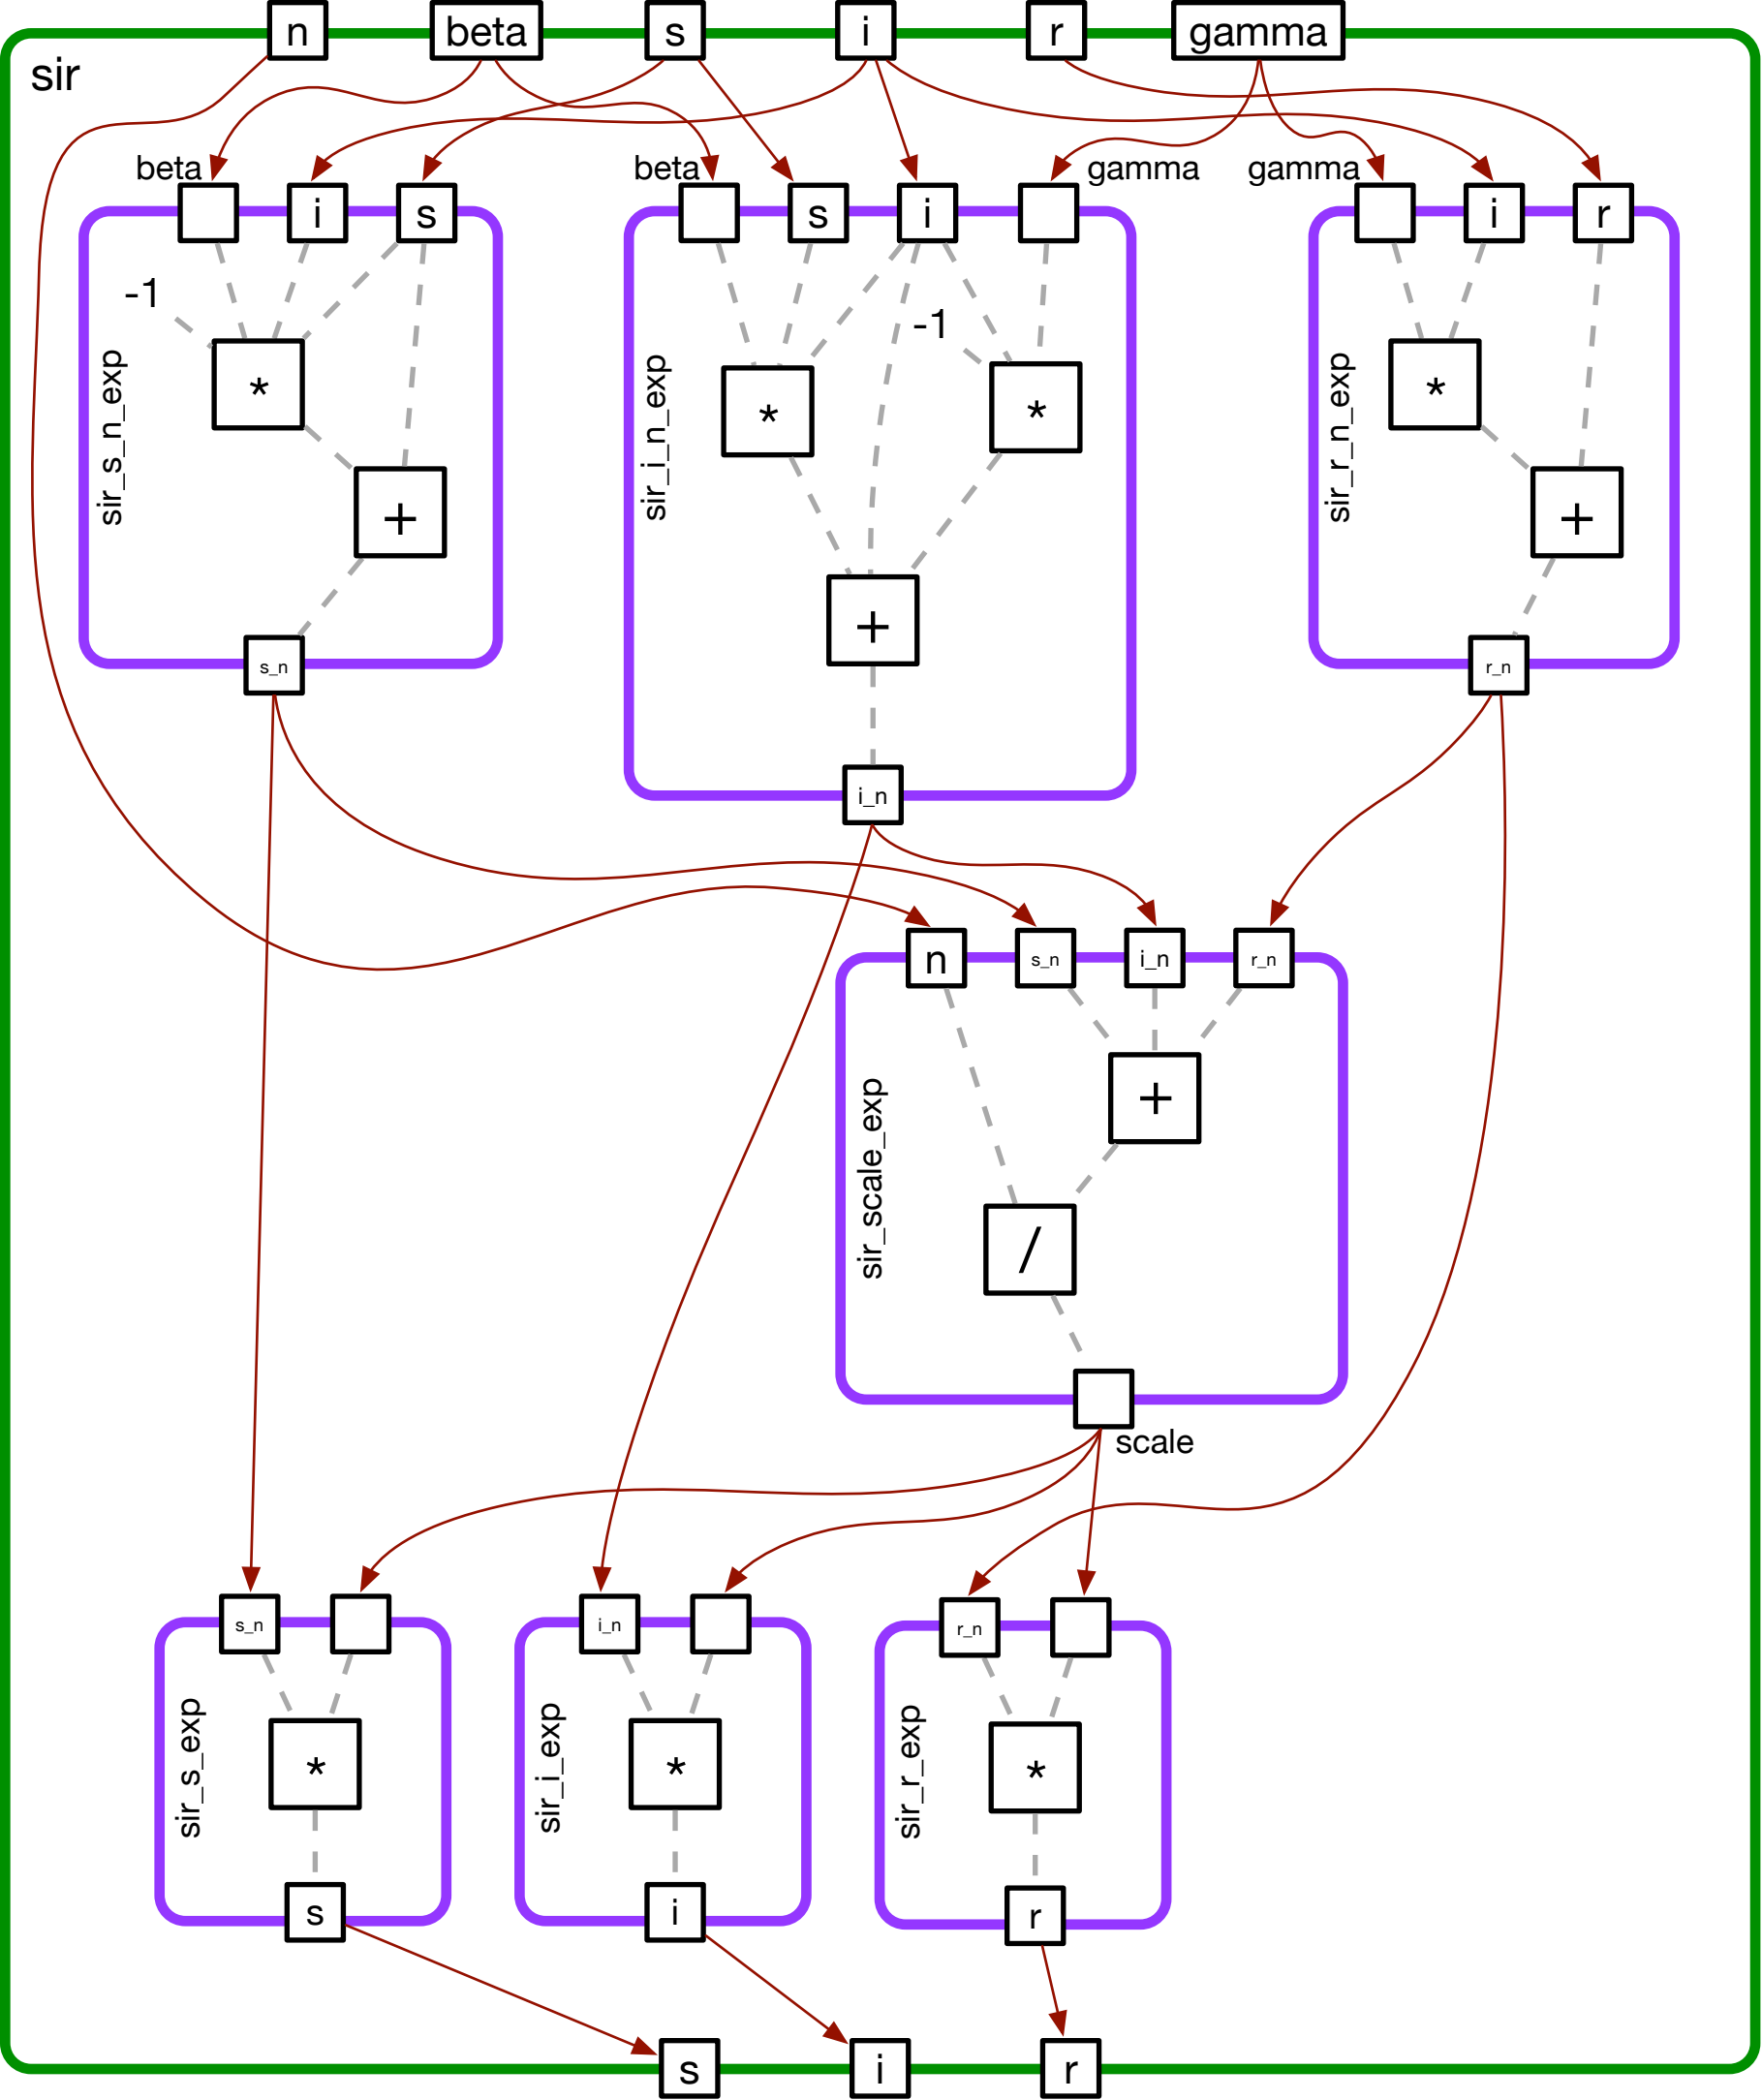 n beta s i r gamma
sir
beta i s
beta s i gamma
gamma i r
-1
*
+
sir_s_n_exp
s_n
-1
*
*
+
sir_i_n_exp
i_n
*
+
sir_r_n_exp
r_n
n s_n i_n r_n
+
/
sir_scale_exp
scale
s_n
*
sir_s_exp
s
i_n
*
sir_i_exp
i
r_n
*
sir_r_exp
r
s i r